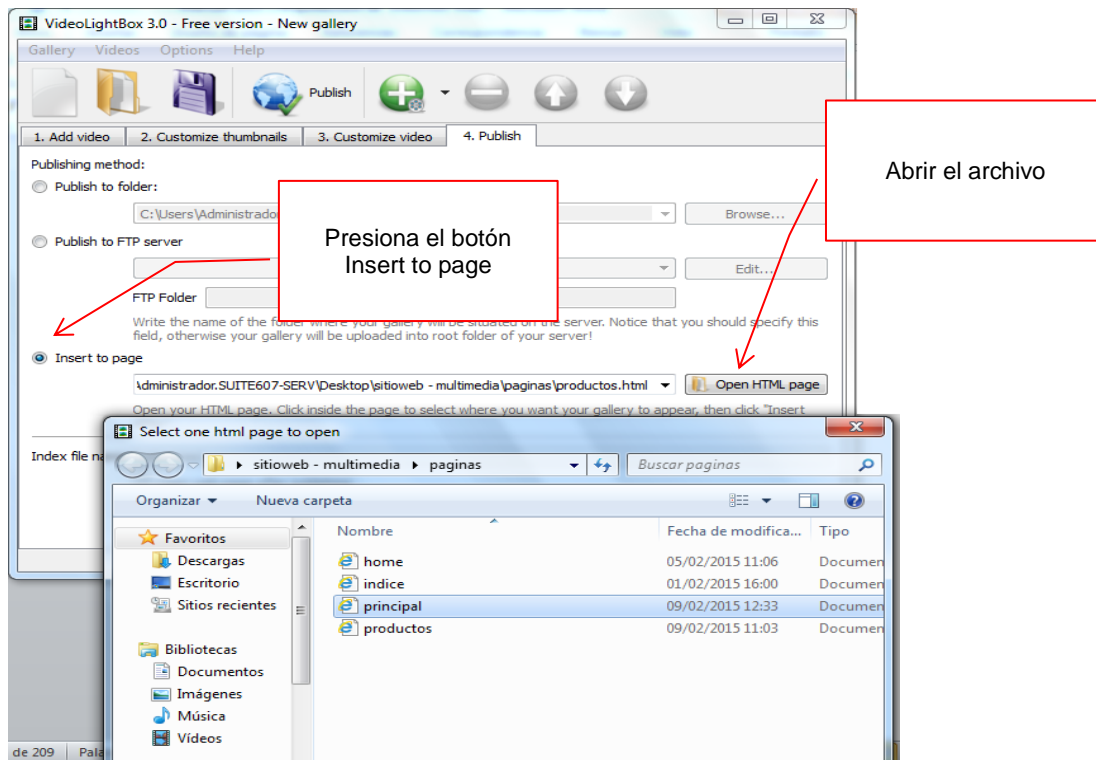 VideoLightBox 3.0 - Free version - New gallery
Gallery Videos Options Help
Publish
1. Add video 2. Customize thumbnails 3. Customize video 4. Publish
Publishing method:
Publish to folder:
C:\Users\Administrado
Browse...
Publish to FTP server
Edit...
FTP Folder
Write the name of the folder where your gallery will be situated on the server. Notice that you should specify this
field, otherwise your gallery will be uploaded into root folder of your server!
Insert to page
Administrador.SUITE607-SERV\Desktop\sitioweb - multimedia\paginas\productos.html
Open HTML page
Open your HTML page. Click inside the page to select where you want your gallery to appear, then click "Insert
Index file na
Presiona el botón
Insert to page
Abrir el archivo
Select one html page to open
sitioweb - multimedia paginas
Buscar paginas
Organizar Nueva carpeta
Favoritos
Descargas
Escritorio
Sitios recientes
Bibliotecas
Documentos
Imágenes
Música
Vídeos
Nombre Fecha de modifica... Tipo
home 05/02/2015 11:06 Documen
indice 01/02/2015 16:00 Documen
principal 09/02/2015 12:33 Documen
productos 09/02/2015 11:03 Documen
de 209 Pala